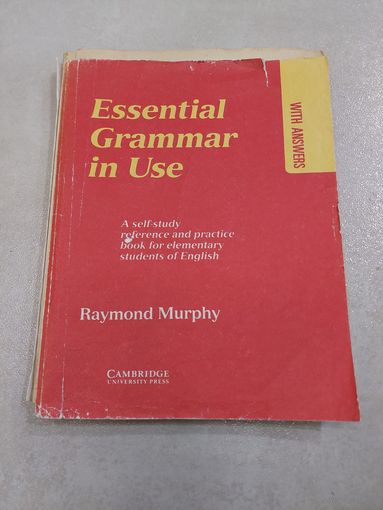 Essential
Grammar
in Use
WITH ANSWERS
A self-study
reference and practice
book for elementary
students of English
Raymond Murphy
CAMBRIDGE
UNIVERSITY PRESS